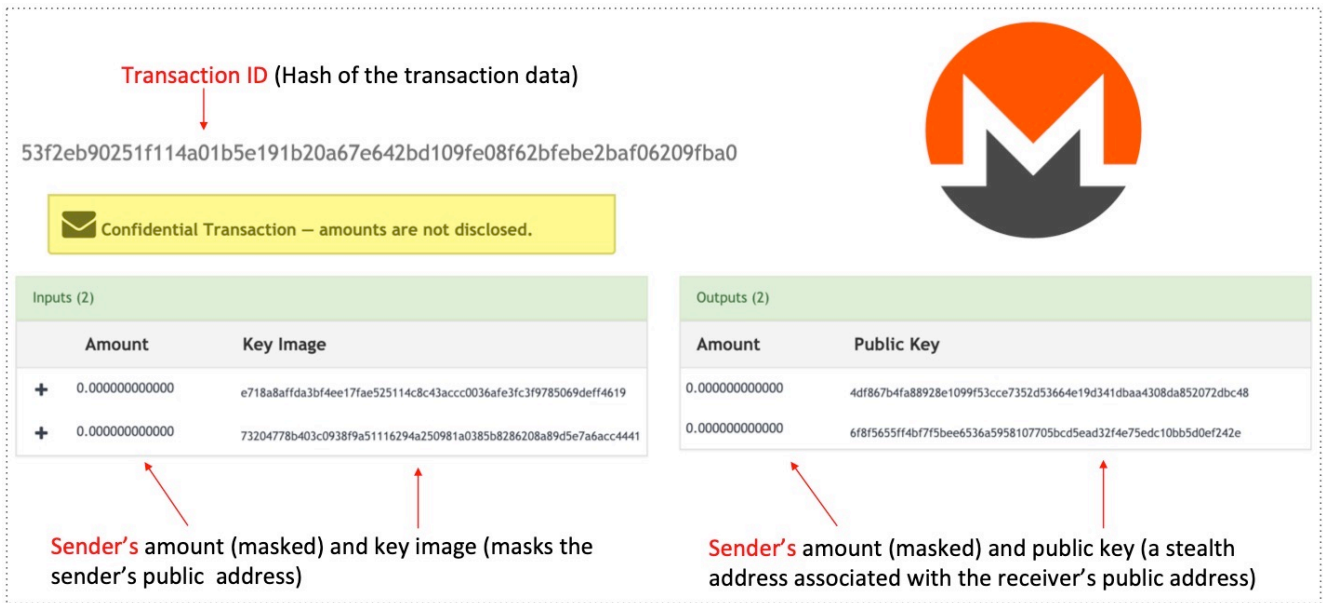 Transaction ID (Hash of the transaction data)
53f2eb90251f114a01b5e191b20a67e642bd109fe08f62bfebe2baf06209fba0
Confidential Transaction — amounts are not disclosed.
Inputs (2)
Amount Key Image
+ 0.000000000000 e718a8affda3bf4ee17fae525114c8c43accc0036afe3fc3f9785069deff4619
+ 0.000000000000 73204778b403c0938f9a51116294a250981a0385b8286208a89d5e7a6acc4441
Sender's amount (masked) and key image (masks the
sender's public address)
Outputs (2)
Amount Public Key
0.000000000000 4df867b4fa88928e1099f53cce7352d53664e19d341dbaa4308da852072dbc48
0.000000000000 6f8f5655ff4bf7f5bee6536a5958107705bcd5ead32f4e75edc10bb5d0ef242e
Sender's amount (masked) and public key (a stealth
address associated with the receiver's public address)